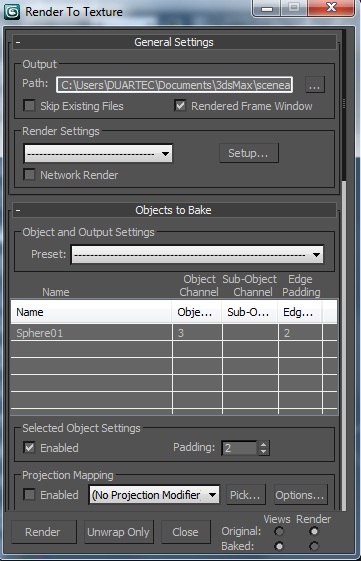 Render To Texture
General Settings
Output
Path: C:\Users\DUARTEC\Documents\3dsMax\scenea ...
Skip Existing Files Rendered Frame Window
Render Settings
Setup...
Network Render
Objects to Bake
Object and Output Settings
Preset:
Object Sub-Object Edge
Name Channel Channel Padding
Name Obje... Sub-O... Edg...
Sphere01 3 2
Selected Object Settings
Enabled Padding: 2
Projection Mapping
Enabled (No Projection Modifier Pick... Options...
Views Render
Render Unwrap Only Close Original:
Baked: